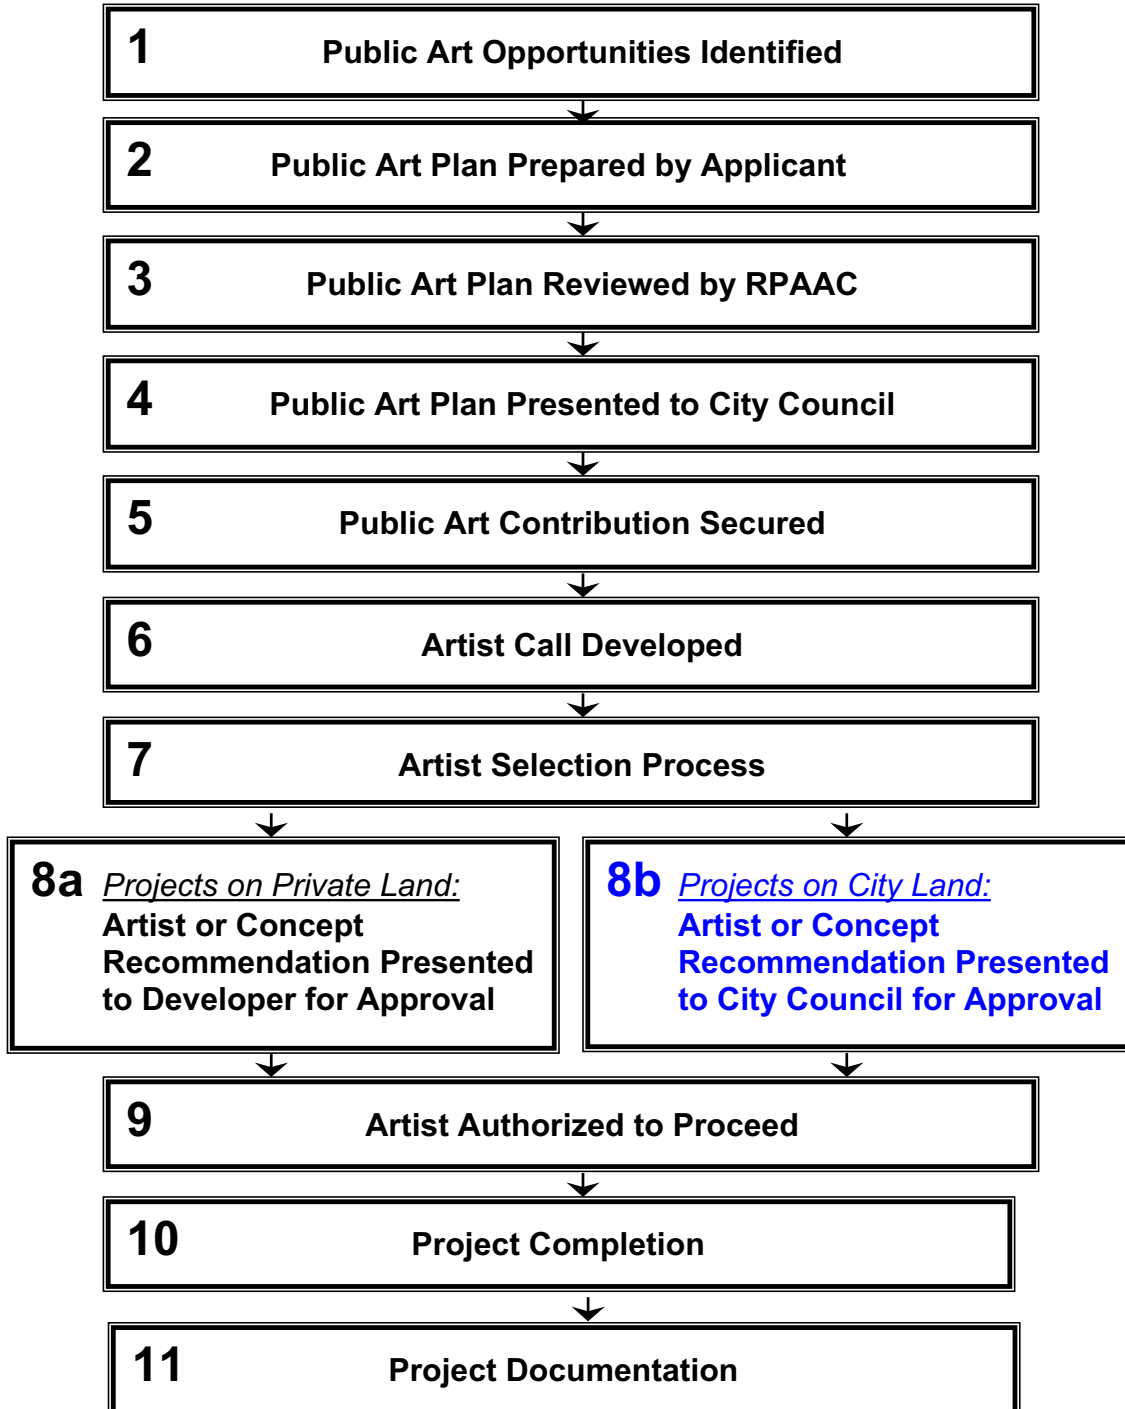 1 Public Art Opportunities Identified
2 Public Art Plan Prepared by Applicant
3 Public Art Plan Reviewed by RPAAC
4 Public Art Plan Presented to City Council
5 Public Art Contribution Secured
6 Artist Call Developed
7 Artist Selection Process
8a Projects on Private Land:
Artist or Concept
Recommendation Presented
to Developer for Approval
8b Projects on City Land:
Artist or Concept
Recommendation Presented
to City Council for Approval
9 Artist Authorized to Proceed
10 Project Completion
11 Project Documentation